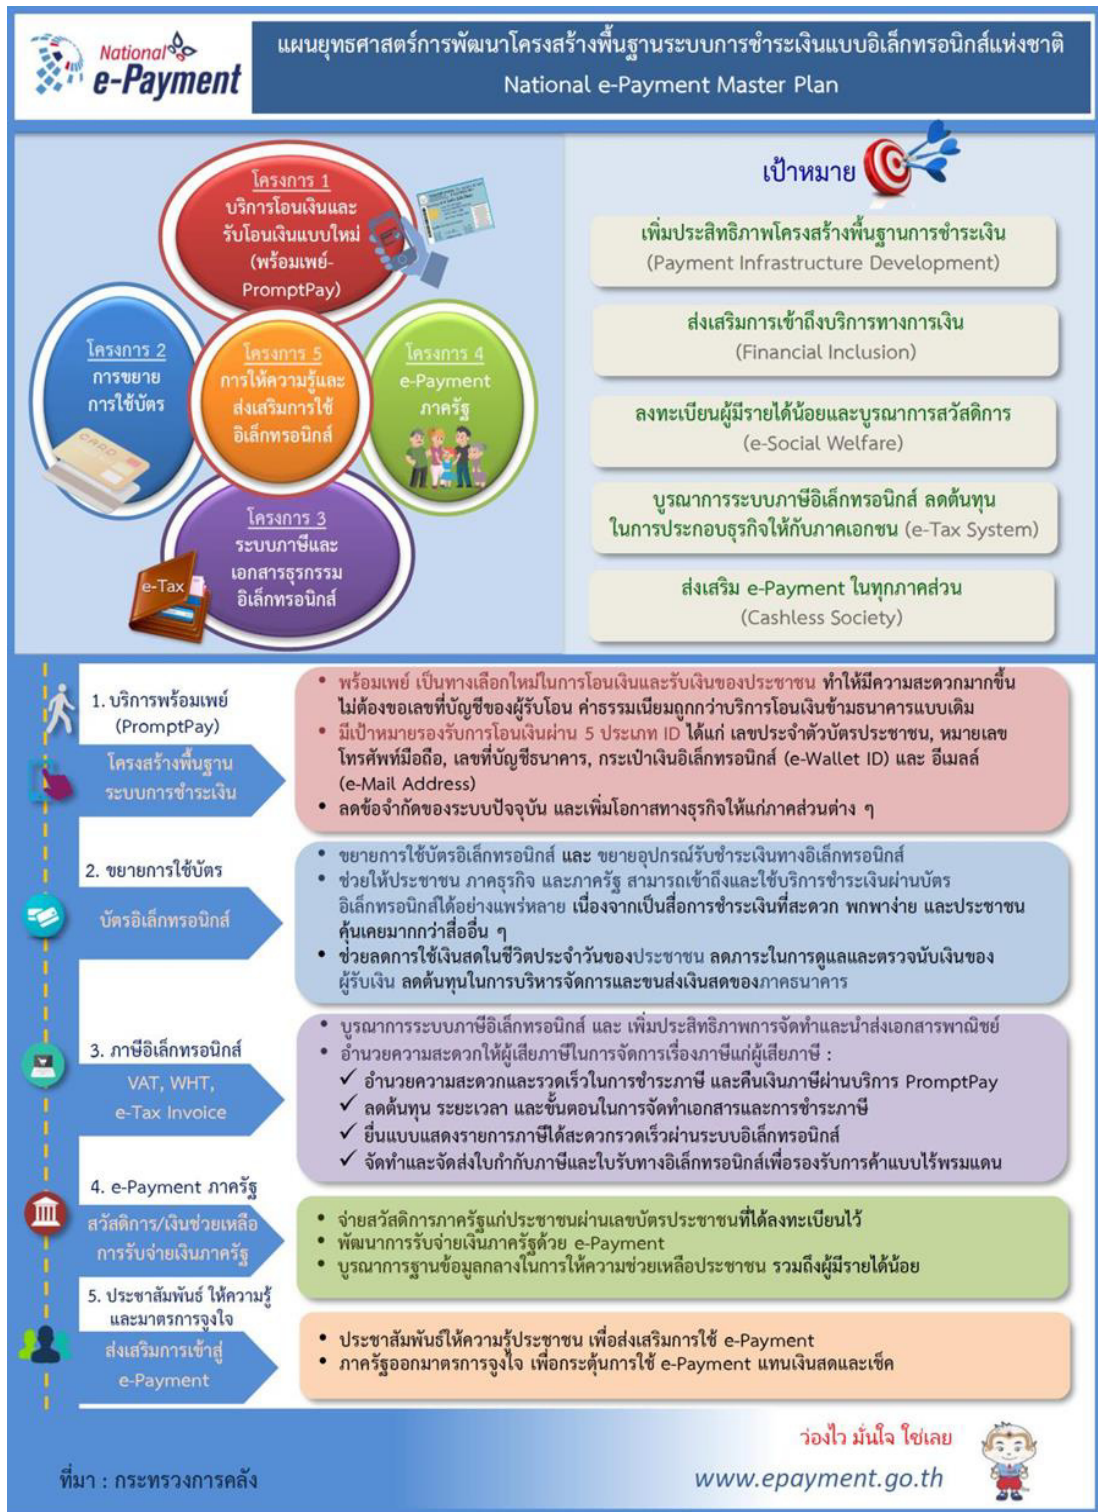 National
e-Payment
แผนยุทธศาสตร์การพัฒนาโครงสร้างพื้นฐานระบบการชำระเงินแบบอิเล็กทรอนิกส์แห่งชาติ
National e-Payment Master Plan
โครงการ 1
บริการโอนเงินและ
รับโอนเงินแบบใหม่
(พร้อมเพย์-
PromptPay)
โครงการ 2
การขยาย
การใช้บัตร
CARD
โครงการ 5
การให้ความรู้และ
ส่งเสริมการใช้
อิเล็กทรอนิกส์
โครงการ 4
e-Payment
ภาครัฐ
โครงการ 3
ระบบภาษีและ
เอกสารธุรกรรม
อิเล็กทรอนิกส์
e-Tax
เป้าหมาย
เพิ่มประสิทธิภาพโครงสร้างพื้นฐานการชำระเงิน
(Payment Infrastructure Development)
ส่งเสริมการเข้าถึงบริการทางการเงิน
(Financial Inclusion)
ลงทะเบียนผู้มีรายได้น้อยและบูรณาการสวัสดิการ
(e-Social Welfare)
บูรณาการระบบภาษีอิเล็กทรอนิกส์ ลดต้นทุน
ในการประกอบธุรกิจให้กับภาคเอกชน (e-Tax System)
ส่งเสริม e-Payment ในทุกภาคส่วน
(Cashless Society)
1. บริการพร้อมเพย์
(PromptPay)
โครงสร้างพื้นฐาน
ระบบการชำระเงิน
• พร้อมเพย์ เป็นทางเลือกใหม่ในการโอนเงินและรับเงินของประชาชน ทำให้มีความสะดวกมากขึ้น
ไม่ต้องขอเลขที่บัญชีของผู้รับโอน ค่าธรรมเนียมถูกกว่าบริการโอนเงินข้ามธนาคารแบบเดิม
• มีเป้าหมายรองรับการโอนเงินผ่าน 5 ประเภท ID ได้แก่ เลขประจำตัวบัตรประชาชน, หมายเลข
โทรศัพท์มือถือ, เลขที่บัญชีธนาคาร, กระเป๋าเงินอิเล็กทรอนิกส์ (e-Wallet ID) และ อีเมลล์
(e-Mail Address)
• ลดข้อจำกัดของระบบปัจจุบัน และเพิ่มโอกาสทางธุรกิจให้แก่ภาคส่วนต่าง ๆ
2. ขยายการใช้บัตร
บัตรอิเล็กทรอนิกส์
• ขยายการใช้บัตรอิเล็กทรอนิกส์ และ ขยายอุปกรณ์รับชำระเงินทางอิเล็กทรอนิกส์
• ช่วยให้ประชาชน ภาคธุรกิจ และภาครัฐ สามารถเข้าถึงและใช้บริการชำระเงินผ่านบัตร
อิเล็กทรอนิกส์ได้อย่างแพร่หลาย เนื่องจากเป็นสื่อการชำระเงินที่สะดวก พกพาง่าย และประชาชน
คุ้นเคยมากกว่าสื่ออื่น ๆ
• ช่วยลดการใช้เงินสดในชีวิตประจำวันของประชาชน ลดภาระในการดูแลและตรวจนับเงินของ
ผู้รับเงิน ลดต้นทุนในการบริหารจัดการและขนส่งเงินสดของภาคธนาคาร
3. ภาษีอิเล็กทรอนิกส์
VAT, WHT,
e-Tax Invoice
• บูรณาการระบบภาษีอิเล็กทรอนิกส์ และ เพิ่มประสิทธิภาพการจัดทำและนำส่งเอกสารพาณิชย์
• อำนวยความสะดวกให้ผู้เสียภาษีในการจัดการเรื่องภาษีแก่ผู้เสียภาษี :
✓ อำนวยความสะดวกและรวดเร็วในการชำระภาษี และคืนเงินภาษีผ่านบริการ PromptPay
✓ ลดต้นทุน ระยะเวลา และขั้นตอนในการจัดทำเอกสารและการชำระภาษี
✓ ยื่นแบบแสดงรายการภาษีได้สะดวกรวดเร็วผ่านระบบอิเล็กทรอนิกส์
✓ จัดทำและจัดส่งใบกำกับภาษีและใบรับทางอิเล็กทรอนิกส์เพื่อรองรับการค้าแบบไร้พรมแดน
4. e-Payment ภาครัฐ
สวัสดิการ/เงินช่วยเหลือ
การรับจ่ายเงินภาครัฐ
• จ่ายสวัสดิการภาครัฐแก่ประชาชนผ่านเลขบัตรประชาชนที่ได้ลงทะเบียนไว้
• พัฒนาการรับจ่ายเงินภาครัฐด้วย e-Payment
• บูรณาการฐานข้อมูลกลางในการให้ความช่วยเหลือประชาชน รวมถึงผู้มีรายได้น้อย
5. ประชาสัมพันธ์ ให้ความรู้
และมาตรการจูงใจ
ส่งเสริมการเข้าสู่
e-Payment
• ประชาสัมพันธ์ให้ความรู้ประชาชน เพื่อส่งเสริมการใช้ e-Payment
• ภาครัฐออกมาตรการจูงใจ เพื่อกระตุ้นการใช้ e-Payment แทนเงินสดและเช็ค
ว่องไว มั่นใจ ใช่เลย
www.epayment.go.th
ที่มา : กระทรวงการคลัง